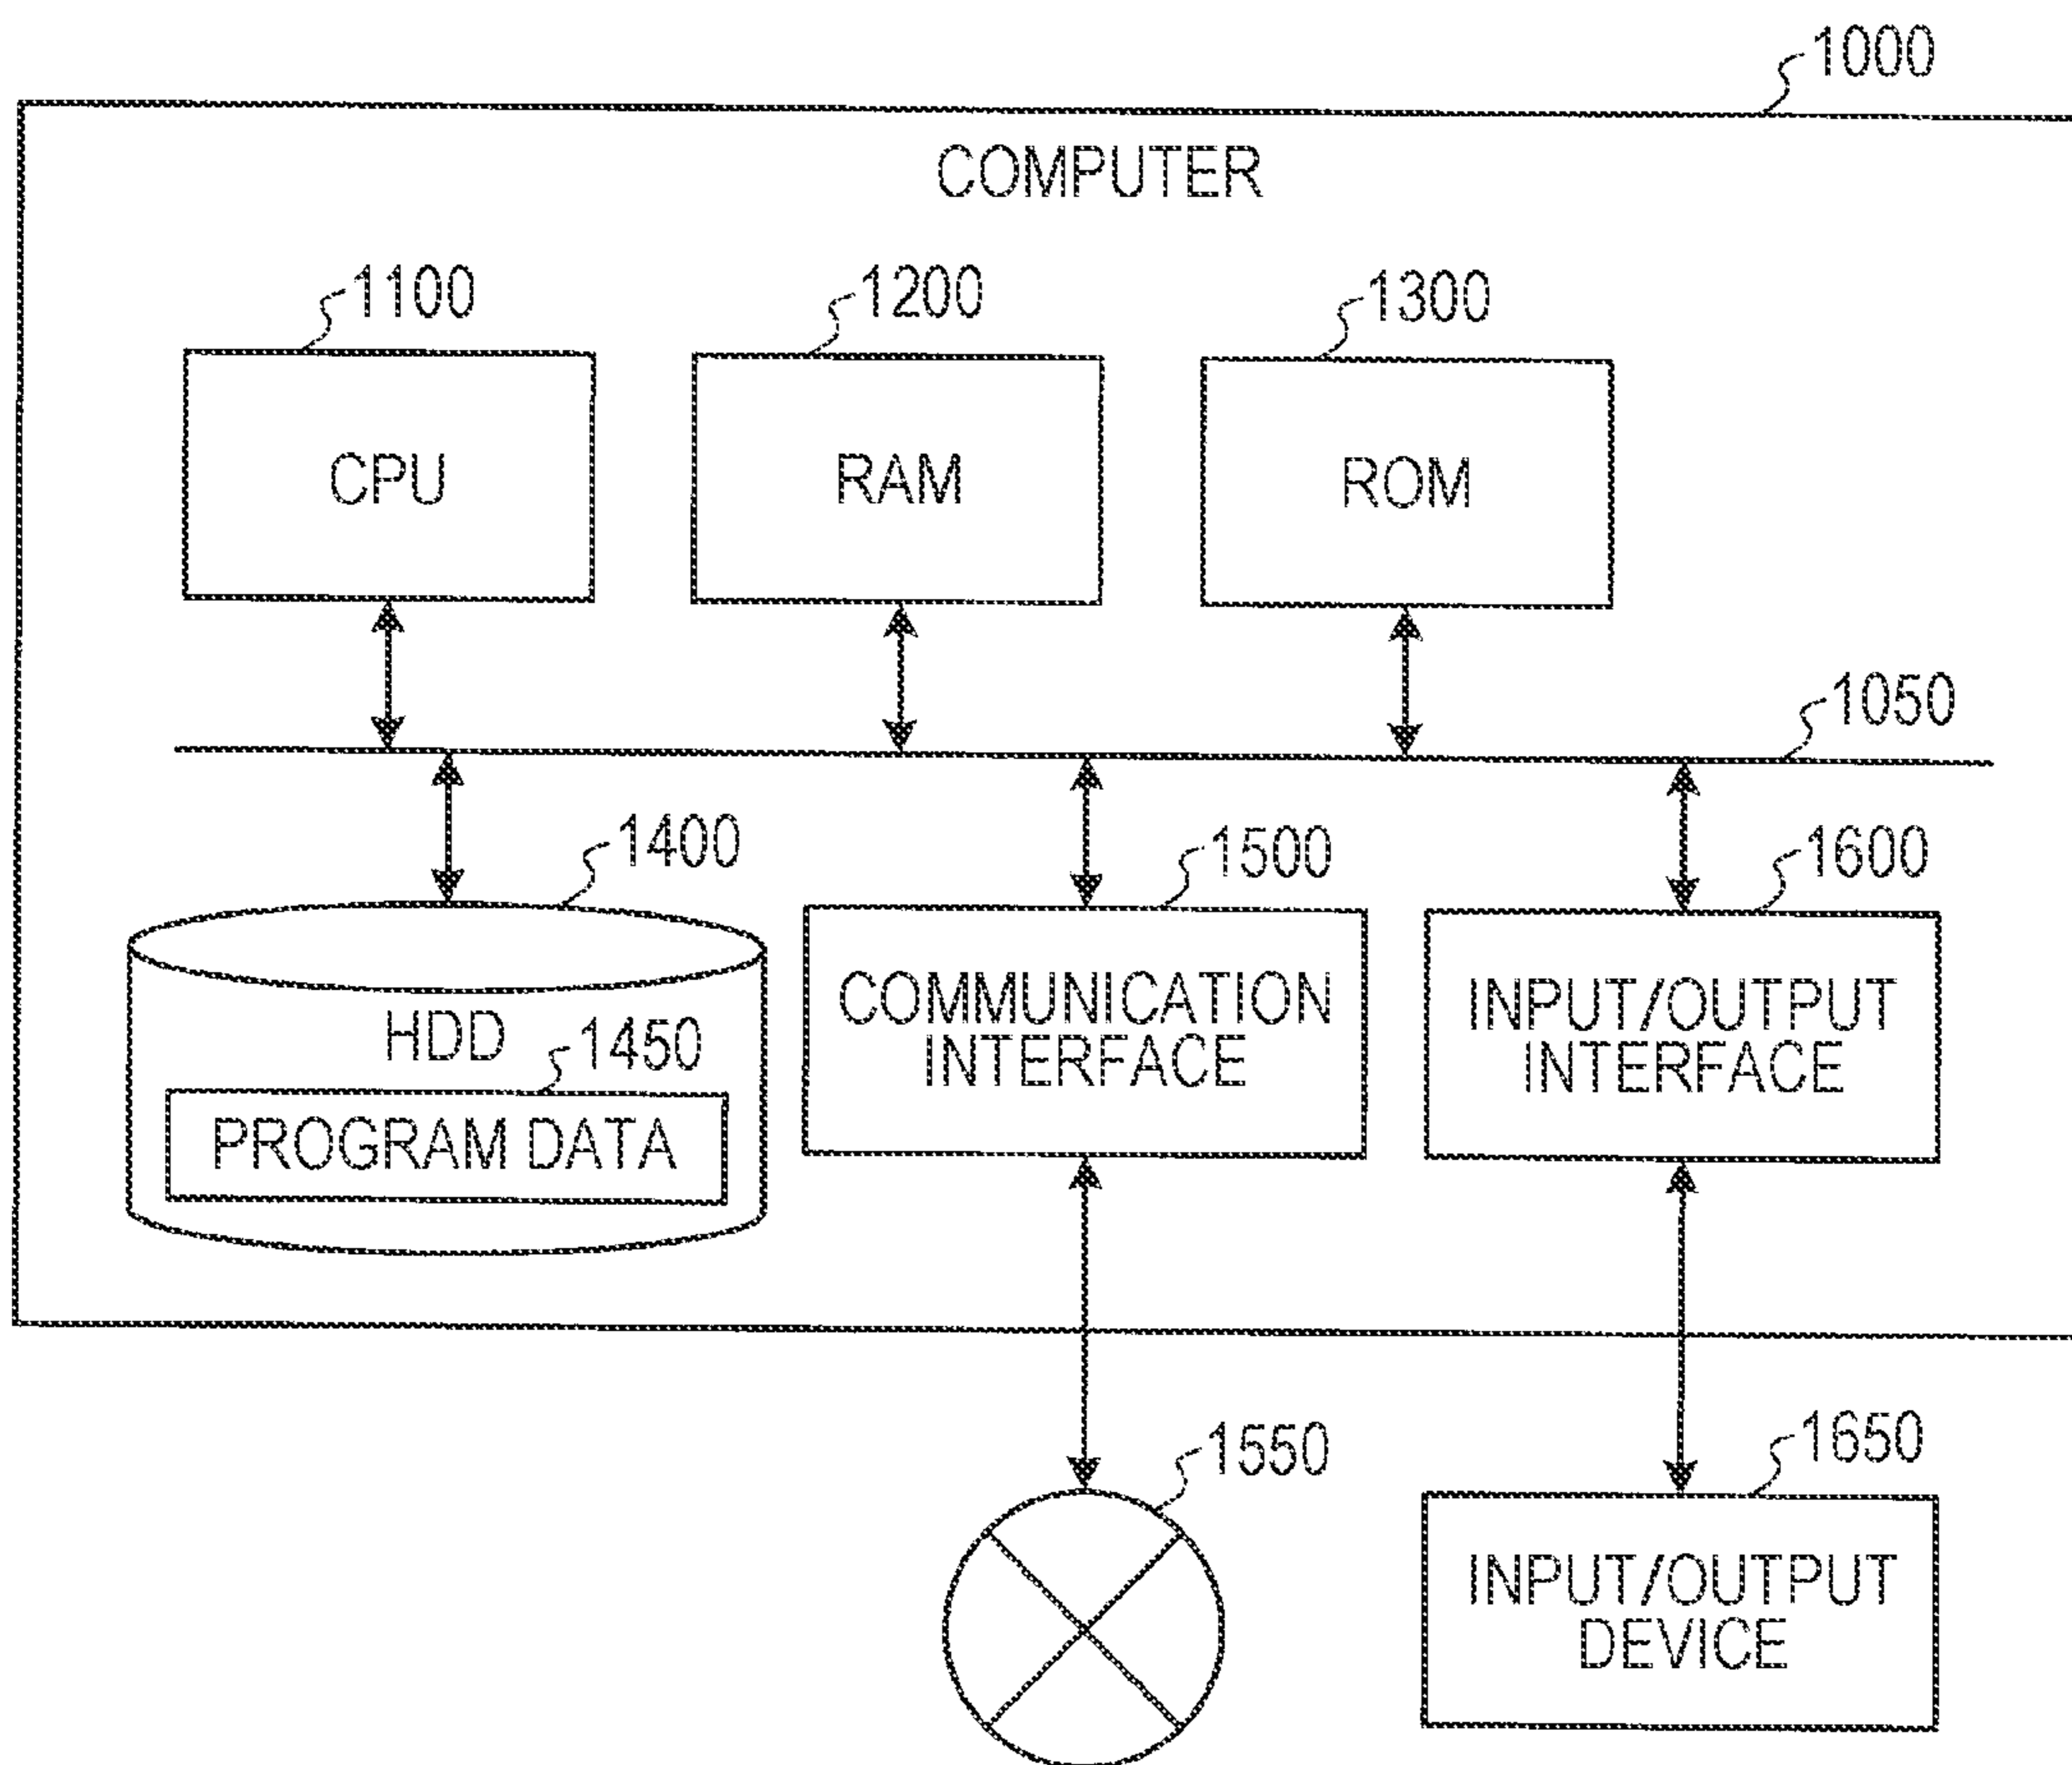 1000
COMPUTER
1100
1200
1300
CPU
RAM
ROM
1050
1400
1500
1600
HDD
1450
PROGRAM DATA
COMMUNICATION
INTERFACE
INPUT/OUTPUT
INTERFACE
1550
1650
INPUT/OUTPUT
DEVICE